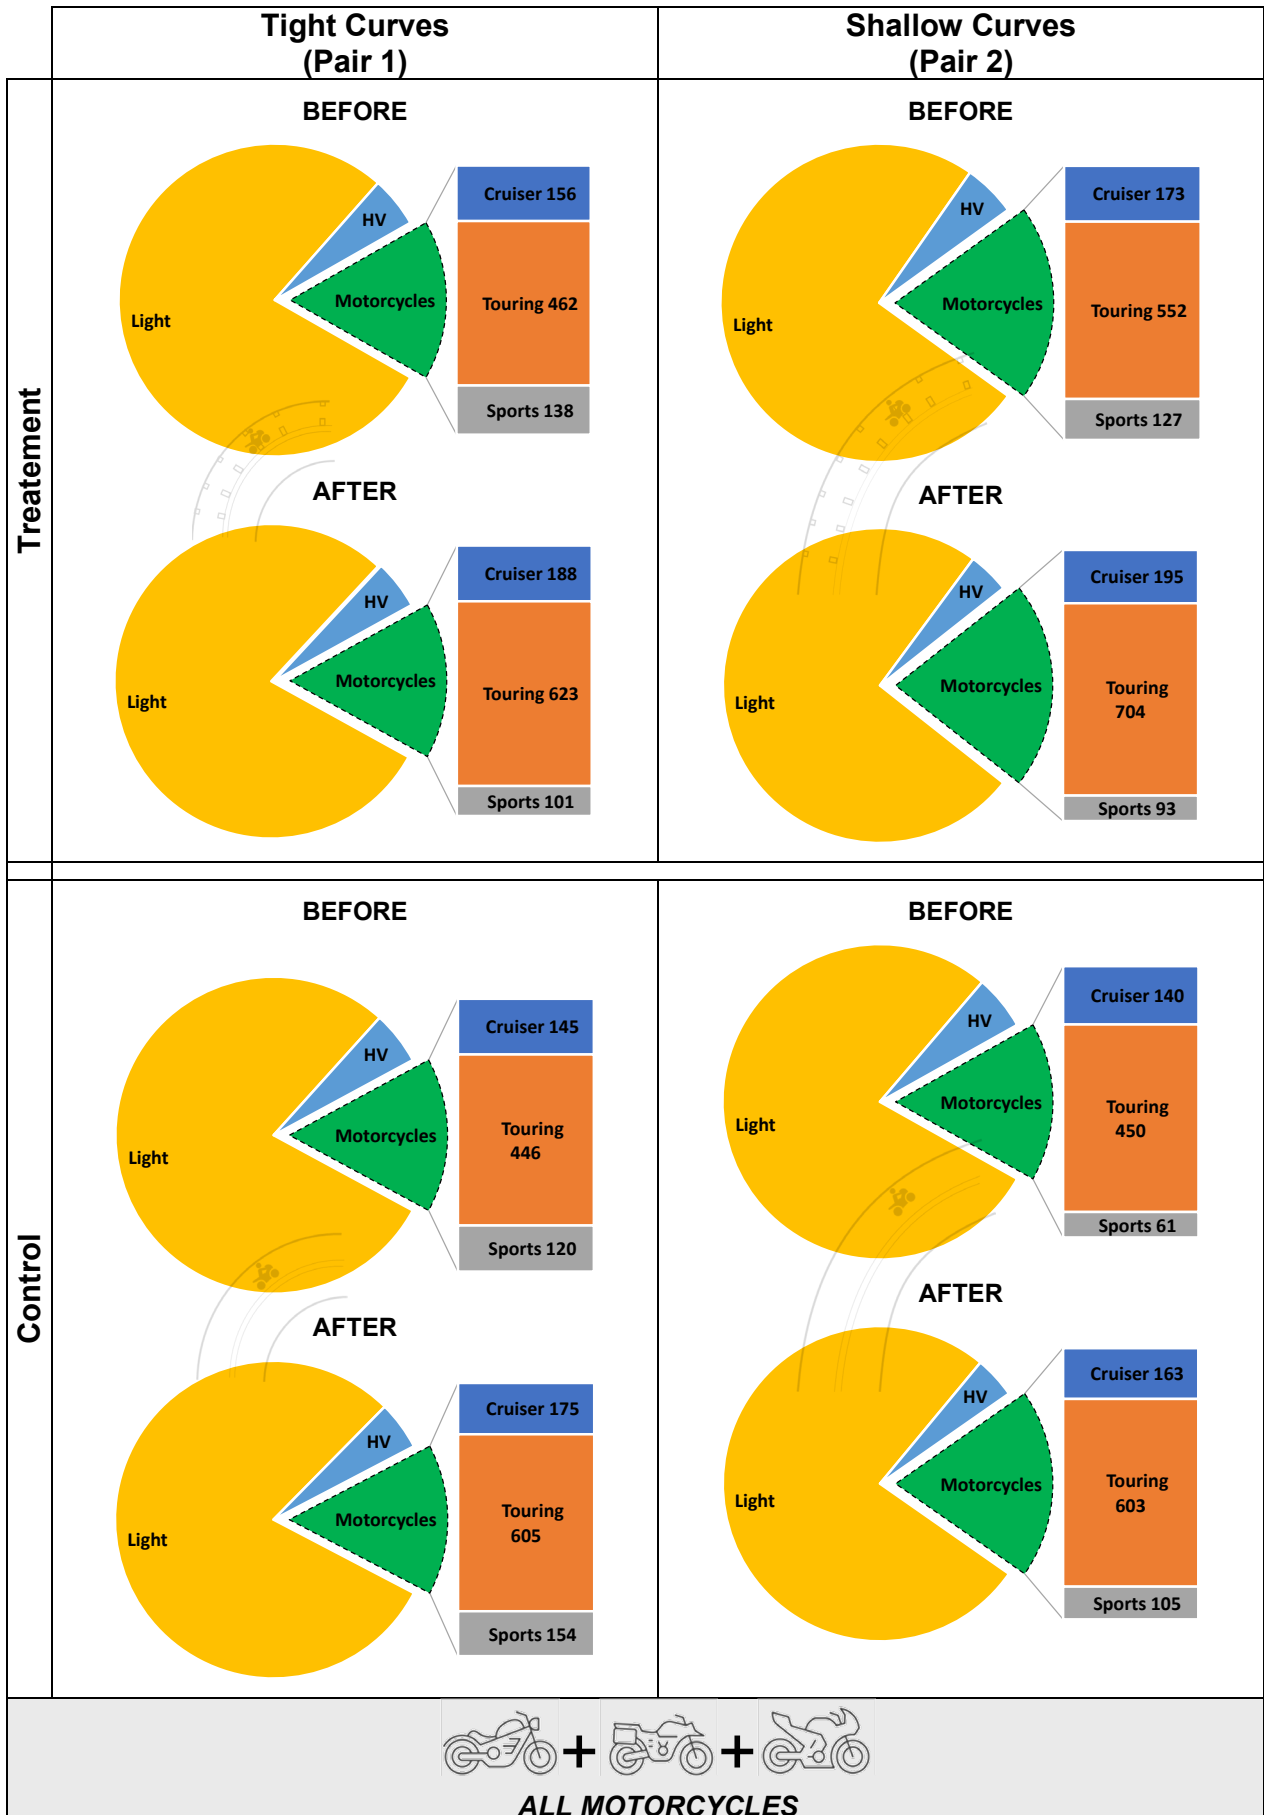 Tight Curves
(Pair 1)
Shallow Curves
(Pair 2)
Treatement
BEFORE
Light
HV
Motorcycles
Cruiser 156
Touring 462
Sports 138
AFTER
Light
HV
Motorcycles
Cruiser 188
Touring 623
Sports 101
BEFORE
Light
HV
Motorcycles
Cruiser 173
Touring 552
Sports 127
AFTER
Light
HV
Motorcycles
Cruiser 195
Touring
704
Sports 93
Control
BEFORE
Light
HV
Motorcycles
Cruiser 145
Touring
446
Sports 120
AFTER
Light
HV
Motorcycles
Cruiser 175
Touring
605
Sports 154
BEFORE
Light
HV
Motorcycles
Cruiser 140
Touring
450
Sports 61
AFTER
Light
HV
Motorcycles
Cruiser 163
Touring
603
Sports 105
+ +
ALL MOTORCYCLES